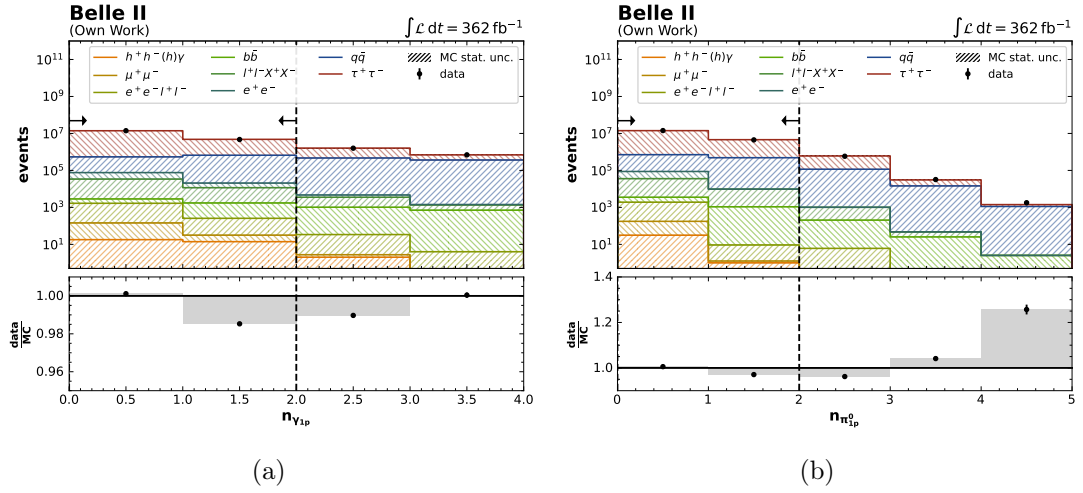 Belle II
(Own Work)
∫ℒ dt = 362 fb⁻¹
h⁺h⁻(h)γ
μ⁺μ⁻
e⁺e⁻l⁺l⁻
bb̄
l⁺l⁻X⁺X⁻
e⁺e⁻
qq̄
τ⁺τ⁻
MC stat. unc.
data
10¹¹
10⁹
10⁷
10⁵
10³
10¹
events
1.00
0.98
0.96
data
MC
0.0 0.5 1.0 1.5 2.0 2.5 3.0 3.5 4.0
n_γ₁ₚ
(a)
Belle II
(Own Work)
∫ℒ dt = 362 fb⁻¹
h⁺h⁻(h)γ
μ⁺μ⁻
e⁺e⁻l⁺l⁻
bb̄
l⁺l⁻X⁺X⁻
e⁺e⁻
qq̄
τ⁺τ⁻
MC stat. unc.
data
10¹¹
10⁹
10⁷
10⁵
10³
10¹
events
1.4
1.2
1.0
data
MC
0 1 2 3 4 5
n_π⁰₁ₚ
(b)